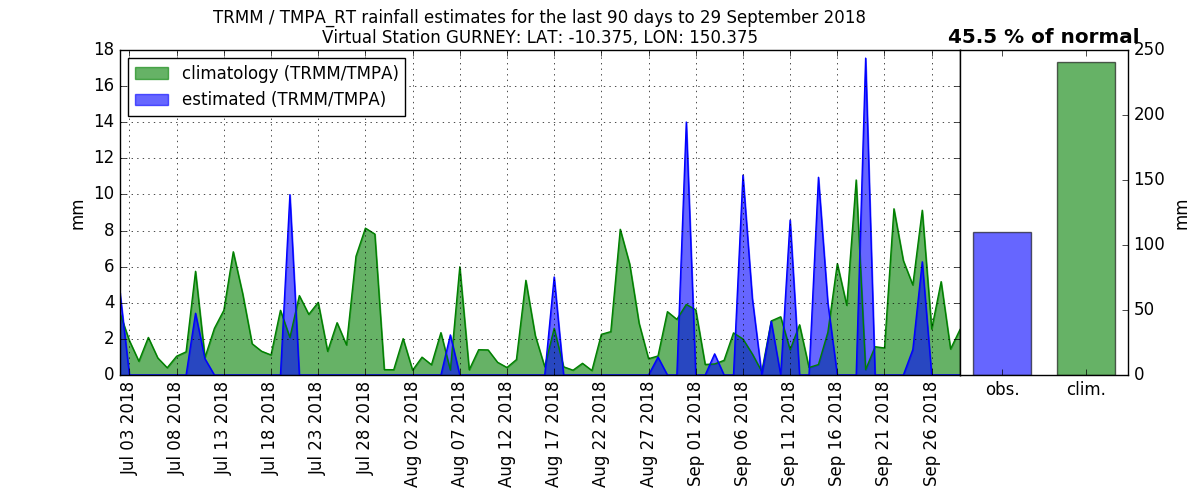 TRMM / TMPA_RT rainfall estimates for the last 90 days to 29 September 2018
Virtual Station GURNEY: LAT: -10.375, LON: 150.375
45.5 % of normal
climatology (TRMM/TMPA)
estimated (TRMM/TMPA)
mm
18
16
14
12
10
8
6
4
2
0
Jul 03 2018
Jul 08 2018
Jul 13 2018
Jul 18 2018
Jul 23 2018
Jul 28 2018
Aug 02 2018
Aug 07 2018
Aug 12 2018
Aug 17 2018
Aug 22 2018
Aug 27 2018
Sep 01 2018
Sep 06 2018
Sep 11 2018
Sep 16 2018
Sep 21 2018
Sep 26 2018
obs.
clim.
250
200
150
100
50
0
mm